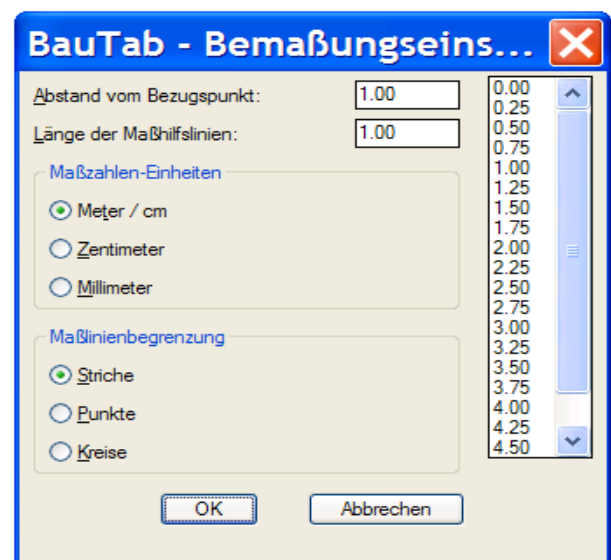 BauTab - Bemaßungseins...
Abstand vom Bezugspunkt: 1.00
Länge der Maßhilfslinien: 1.00
Maßzahlen-Einheiten
Meter / cm
Zentimeter
Millimeter
Maßlinienbegrenzung
Striche
Punkte
Kreise
0.00
0.25
0.50
0.75
1.00
1.25
1.50
1.75
2.00
2.25
2.50
2.75
3.00
3.25
3.50
3.75
4.00
4.25
4.50
OK Abbrechen